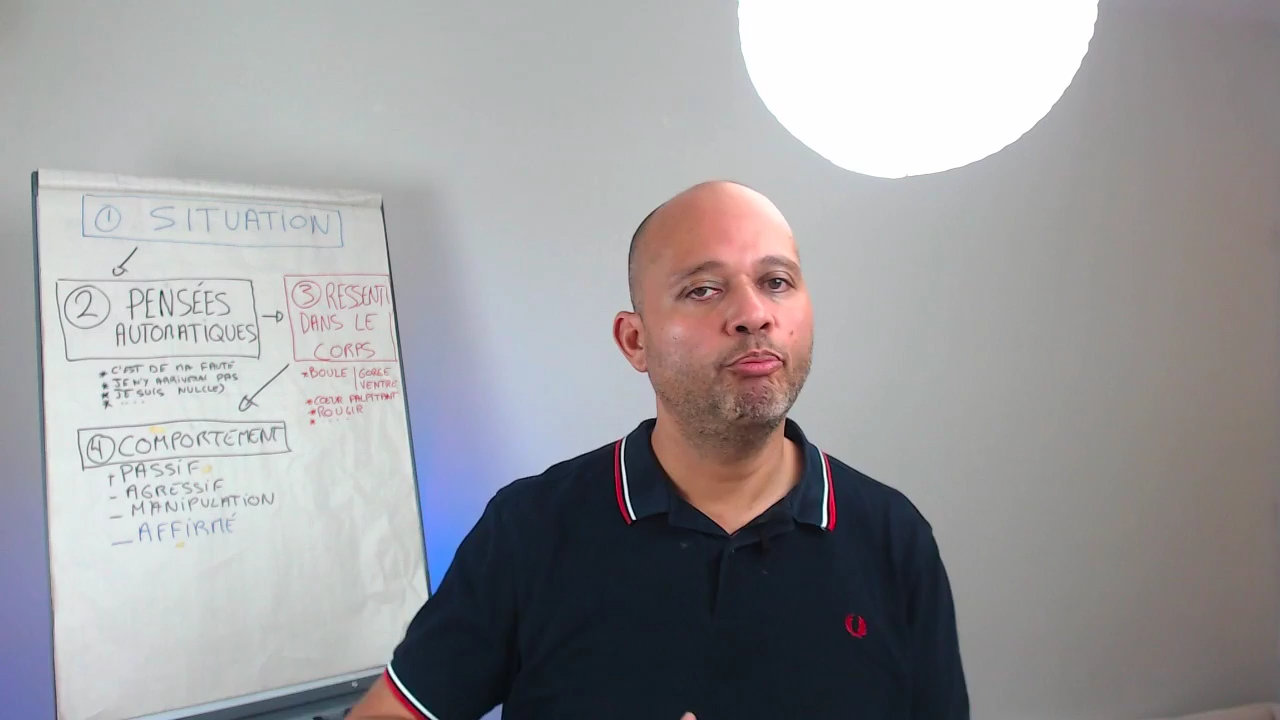 ① SITUATION
② PENSÉES
AUTOMATIQUES
* C'EST DE MA FAUTE
* JE N'Y ARRIVERAI PAS
* JE SUIS NUL(LE)
* ....
③ RESSENTI
DANS LE
CORPS
* BOULE | GORGE
VENTRE
* COEUR PALPITANT
* ROUGIR
* ....
④ COMPORTEMENT
- PASSIF
- AGRESSIF
- MANIPULATION
- AFFIRMÉ